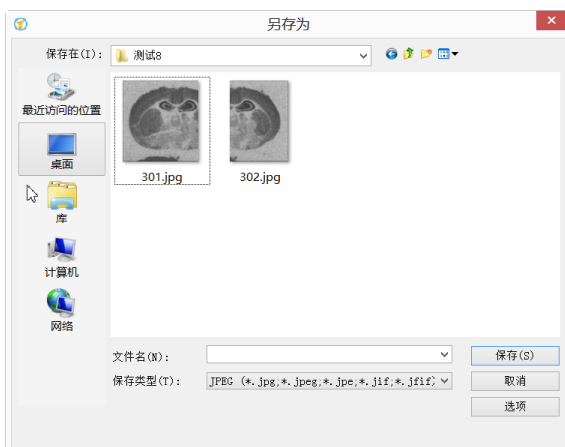 另存为
保存在(I):
测试8
最近访问的位置
桌面
库
计算机
网络
301.jpg
302.jpg
文件名(N):
保存(S)
保存类型(T):
JPEG (*.jpg;*.jpeg;*.jpe;*.jif;*.jfif)
取消
选项